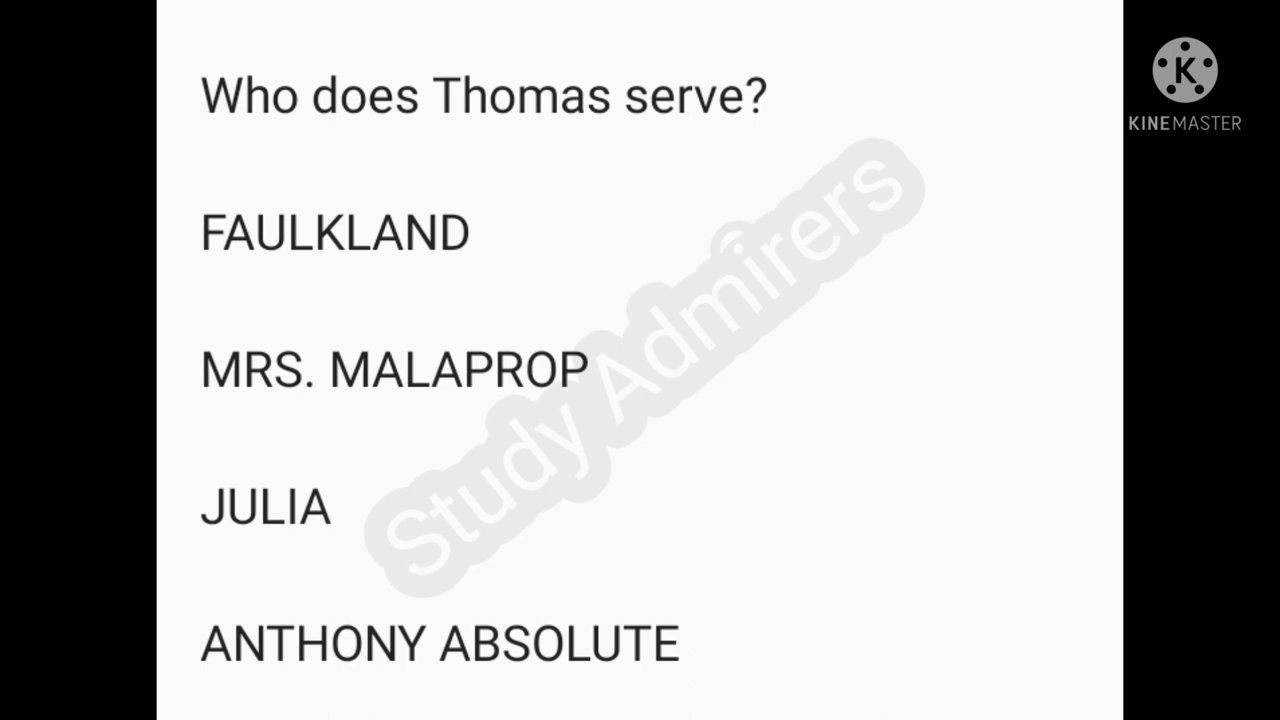 Who does Thomas serve?
FAULKLAND
MRS. MALAPROP
JULIA
ANTHONY ABSOLUTE
Study Admirers
K
KINEMASTER